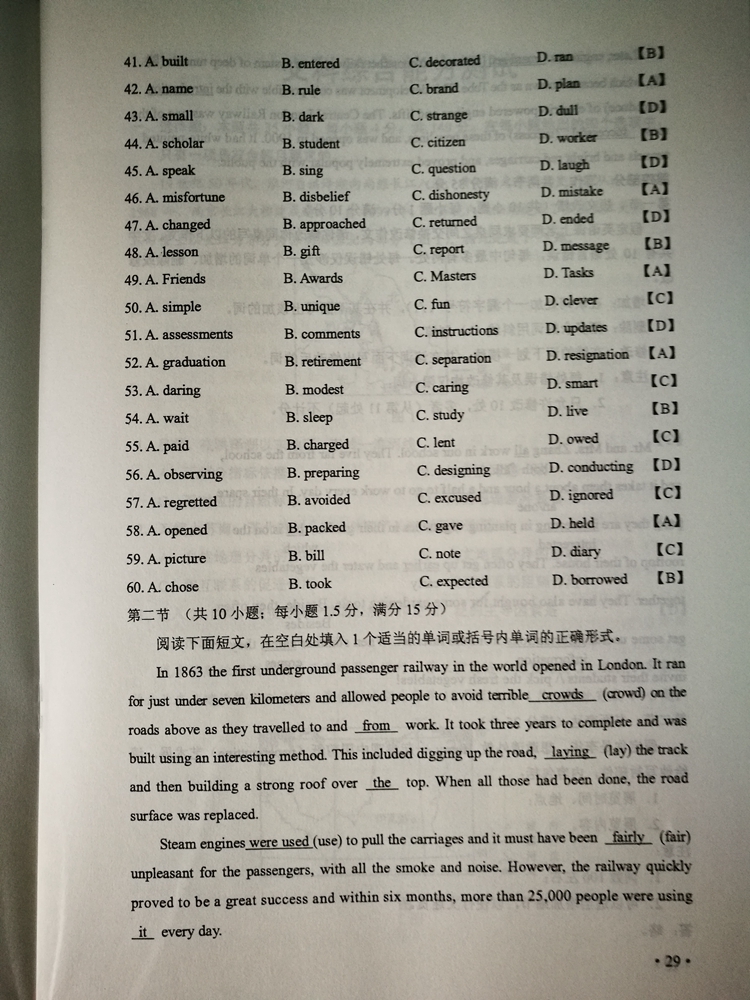 41. A. built B. entered C. decorated D. ran 【B】
42. A. name B. rule C. brand D. plan 【A】
43. A. small B. dark C. strange D. dull 【D】
44. A. scholar B. student C. citizen D. worker 【B】
45. A. speak B. sing C. question D. laugh 【D】
46. A. misfortune B. disbelief C. dishonesty D. mistake 【A】
47. A. changed B. approached C. returned D. ended 【D】
48. A. lesson B. gift C. report D. message 【B】
49. A. Friends B. Awards C. Masters D. Tasks 【A】
50. A. simple B. unique C. fun D. clever 【C】
51. A. assessments B. comments C. instructions D. updates 【D】
52. A. graduation B. retirement C. separation D. resignation 【A】
53. A. daring B. modest C. caring D. smart 【C】
54. A. wait B. sleep C. study D. live 【B】
55. A. paid B. charged C. lent D. owed 【C】
56. A. observing B. preparing C. designing D. conducting 【D】
57. A. regretted B. avoided C. excused D. ignored 【C】
58. A. opened B. packed C. gave D. held 【A】
59. A. picture B. bill C. note D. diary 【C】
60. A. chose B. took C. expected D. borrowed 【B】
第二节 （共 10 小题；每小题 1.5 分，满分 15 分）
阅读下面短文，在空白处填入 1 个适当的单词或括号内单词的正确形式。
In 1863 the first underground passenger railway in the world opened in London. It ran
for just under seven kilometers and allowed people to avoid terrible crowds (crowd) on the
roads above as they travelled to and from work. It took three years to complete and was
built using an interesting method. This included digging up the road, laying (lay) the track
and then building a strong roof over the top. When all those had been done, the road
surface was replaced.
Steam engines were used (use) to pull the carriages and it must have been fairly (fair)
unpleasant for the passengers, with all the smoke and noise. However, the railway quickly
proved to be a great success and within six months, more than 25,000 people were using
it every day.
• 29 •